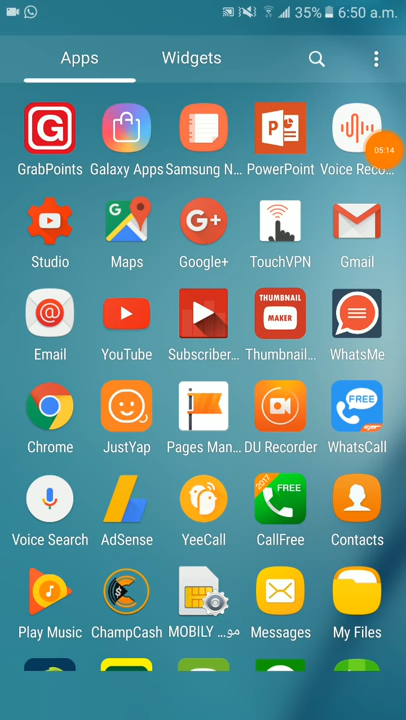 35% 6:50 a.m.
Apps Widgets
G
P
05:14
GrabPoints Galaxy Apps Samsung N... PowerPoint Voice Reco...
G
Studio Maps Google+ TouchVPN Gmail
G+
THUMBNAIL
MAKER
Email YouTube Subscriber... Thumbnail... WhatsMe
FREE
Chrome JustYap Pages Man... DU Recorder WhatsCall
2017
FREE
Voice Search AdSense YeeCall CallFree Contacts
Play Music ChampCash MOBILY مو... Messages My Files